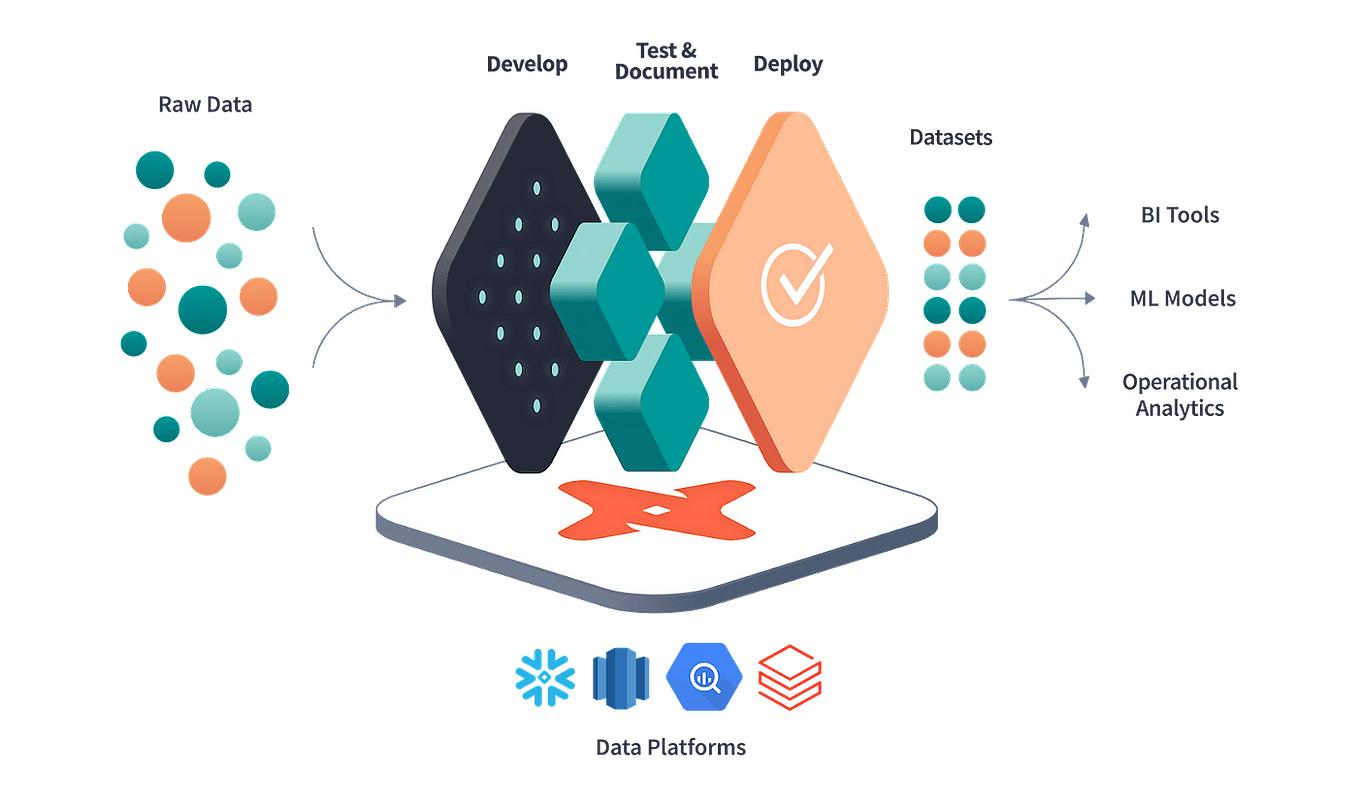 Develop
Test &
Document
Deploy
Raw Data
Datasets
BI Tools
ML Models
Operational
Analytics
Data Platforms